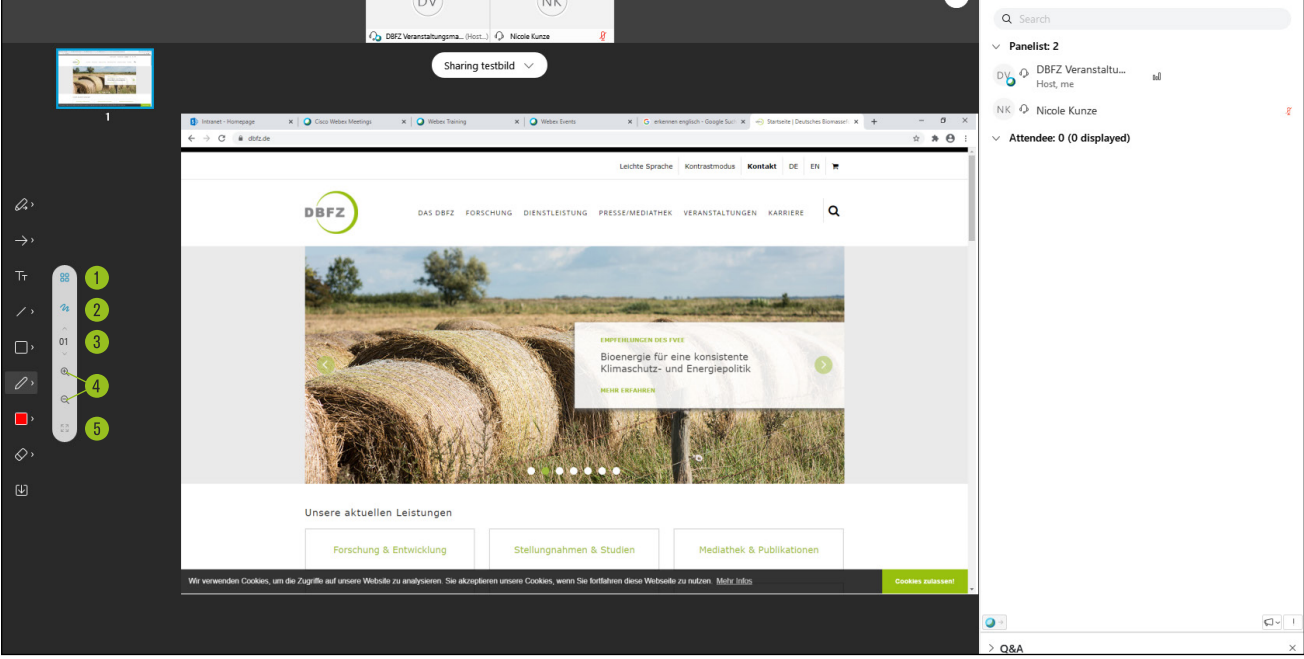 DV
NK
DBFZ Veranstaltungsma... (Host...)
Nicole Kunze
Sharing testbild
1
Search
Panelist: 2
DV
DBFZ Veranstaltu...
Host, me
NK
Nicole Kunze
Attendee: 0 (0 displayed)
Intranet - Homepage
Cisco Webex Meetings
Webex Training
Webex Events
erkennen englisch - Google Suc
Startseite | Deutsches Biomassef
dbfz.de
Leichte Sprache
Kontrastmodus
Kontakt
DE
EN
DBFZ
DAS DBFZ
FORSCHUNG
DIENSTLEISTUNG
PRESSE/MEDIATHEK
VERANSTALTUNGEN
KARRIERE
TT
1
2
01
3
4
5
EMPFEHLUNGEN DES FVEE
Bioenergie für eine konsistente
Klimaschutz- und Energiepolitik
MEHR ERFAHREN
Unsere aktuellen Leistungen
Forschung & Entwicklung
Stellungnahmen & Studien
Mediathek & Publikationen
Wir verwenden Cookies, um die Zugriffe auf unsere Website zu analysieren. Sie akzeptieren unsere Cookies, wenn Sie fortfahren diese Webseite zu nutzen. Mehr Infos
Cookies zulassen!
Q&A